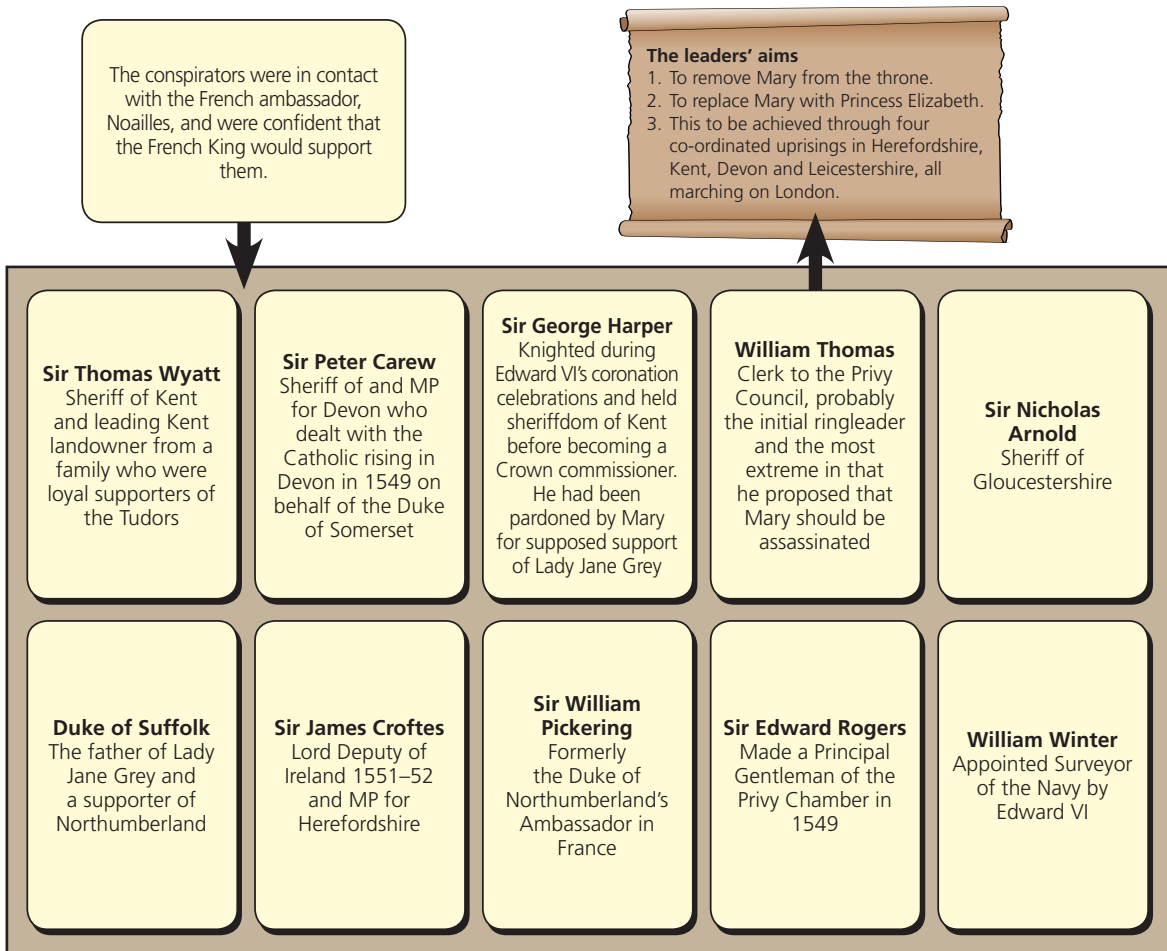 The conspirators were in contact
with the French ambassador,
Noailles, and were confident that
the French King would support
them.
The leaders’ aims
1. To remove Mary from the throne.
2. To replace Mary with Princess Elizabeth.
3. This to be achieved through four
co-ordinated uprisings in Herefordshire,
Kent, Devon and Leicestershire, all
marching on London.
Sir Thomas Wyatt
Sheriff of Kent
and leading Kent
landowner from a
family who were
loyal supporters of
the Tudors
Sir Peter Carew
Sheriff of and MP
for Devon who
dealt with the
Catholic rising in
Devon in 1549 on
behalf of the Duke
of Somerset
Sir George Harper
Knighted during
Edward VI’s coronation
celebrations and held
sheriffdom of Kent
before becoming a
Crown commissioner.
He had been
pardoned by Mary
for supposed support
of Lady Jane Grey
William Thomas
Clerk to the Privy
Council, probably
the initial ringleader
and the most
extreme in that
he proposed that
Mary should be
assassinated
Sir Nicholas
Arnold
Sheriff of
Gloucestershire
Duke of Suffolk
The father of Lady
Jane Grey and
a supporter of
Northumberland
Sir James Croftes
Lord Deputy of
Ireland 1551–52
and MP for
Herefordshire
Sir William
Pickering
Formerly
the Duke of
Northumberland’s
Ambassador in
France
Sir Edward Rogers
Made a Principal
Gentleman of the
Privy Chamber in
1549
William Winter
Appointed Surveyor
of the Navy by
Edward VI